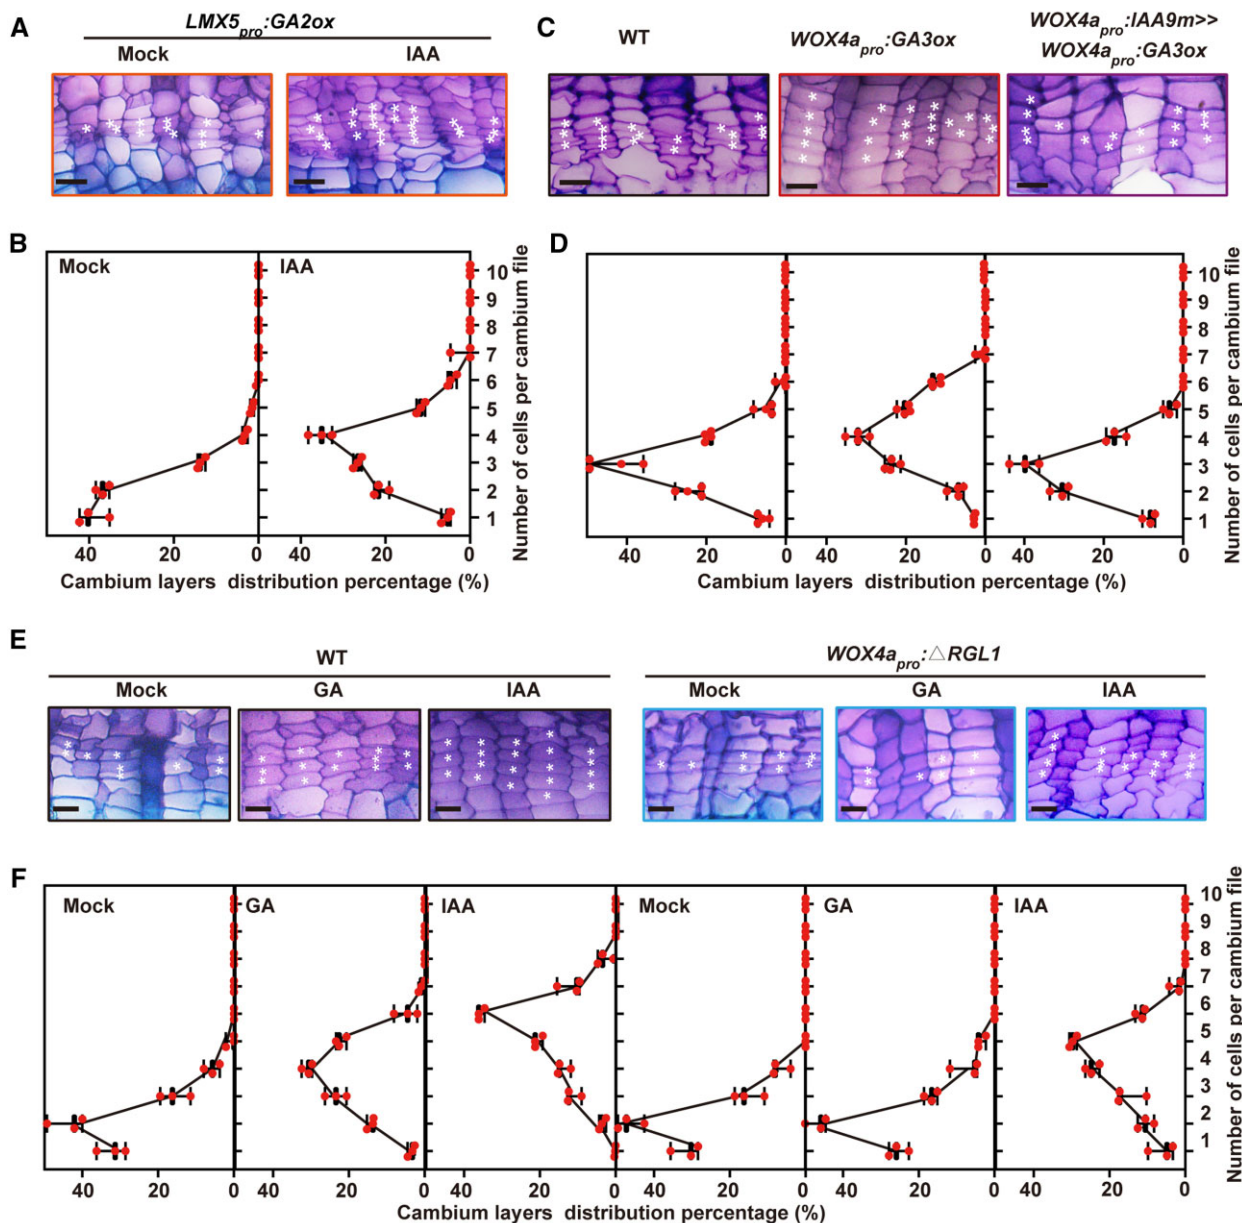 A
LMX5pro:GA2ox
Mock IAA
C
WT
WOX4apro:GA3ox
WOX4apro:IAA9m>>
WOX4apro:GA3ox
B
Mock IAA
10
9
8
7
6
5
4
3
2
1
Number of cells per cambium file
40 20 0 40 20 0
Cambium layers distribution percentage (%)
D
10
9
8
7
6
5
4
3
2
1
Number of cells per cambium file
40 20 0 40 20 0 40 20 0
Cambium layers distribution percentage (%)
E
WT
Mock GA IAA
WOX4apro:△RGL1
Mock GA IAA
F
Mock GA IAA Mock GA IAA
10
9
8
7
6
5
4
3
2
1
Number of cells per cambium file
40 20 0 40 20 0 40 20 0 40 20 0 40 20 0 40 20 0
Cambium layers distribution percentage (%)